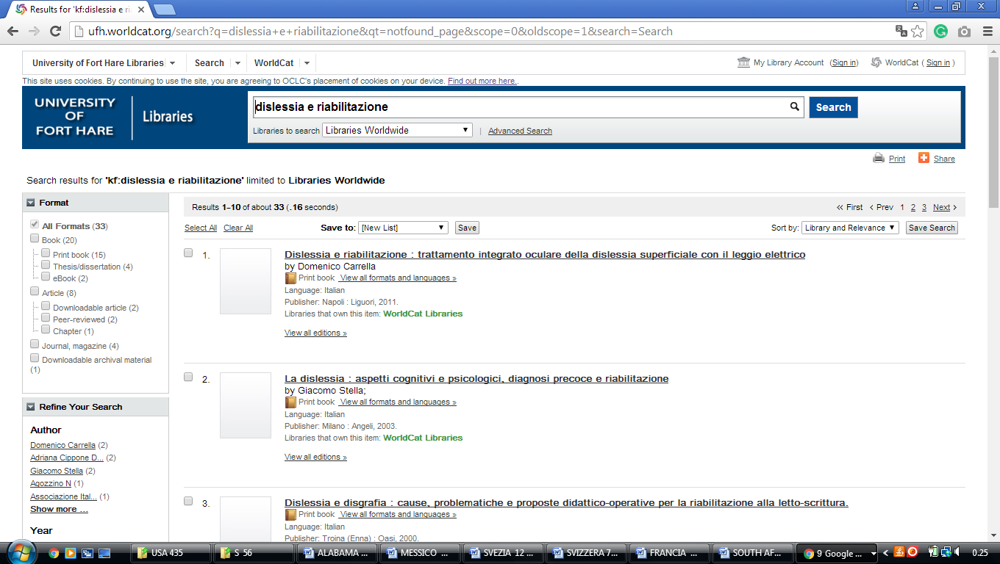 Results for 'kf:dislessia e ri
ufh.worldcat.org/search?q=dislessia+e+riabilitazione&qt=notfound_page&scope=0&oldscope=1&search=Search
University of Fort Hare Libraries Search WorldCat My Library Account (Sign in) WorldCat (Sign in)
This site uses cookies. By continuing to use the site, you are agreeing to OCLC's placement of cookies on your device. Find out more here..
UNIVERSITY
OF
FORT HARE
Libraries
dislessia e riabilitazione Search
Libraries to search Libraries Worldwide | Advanced Search
Print Share
Search results for 'kf:dislessia e riabilitazione' limited to Libraries Worldwide
Format
All Formats (33)
Book (20)
Print book (15)
Thesis/dissertation (4)
eBook (2)
Article (8)
Downloadable article (2)
Peer-reviewed (2)
Chapter (1)
Journal, magazine (4)
Downloadable archival material
(1)
Refine Your Search
Author
Domenico Carrella (2)
Adriana Cippone D... (2)
Giacomo Stella (2)
Agozzino N (1)
Associazione Ital... (1)
Show more ...
Year
Results 1-10 of about 33 (.16 seconds) « First < Prev 1 2 3 Next >
Select All Clear All Save to: [New List] Save Sort by: Library and Relevance Save Search
1. Dislessia e riabilitazione : trattamento integrato oculare della dislessia superficiale con il leggio elettrico
by Domenico Carrella
Print book View all formats and languages »
Language: Italian
Publisher: Napoli : Liguori, 2011.
Libraries that own this item: WorldCat Libraries
View all editions »
2. La dislessia : aspetti cognitivi e psicologici, diagnosi precoce e riabilitazione
by Giacomo Stella;
Print book View all formats and languages »
Language: Italian
Publisher: Milano : Angeli, 2003.
Libraries that own this item: WorldCat Libraries
View all editions »
3. Dislessia e disgrafia : cause, problematiche e proposte didattico-operative per la riabilitazione alla letto-scrittura.
Print book View all formats and languages »
Language: Italian
Publisher: Troina (Enna) : Oasi, 2000.
USA 435 S 56 ALABAMA ... MESSICO ... SVEZIA 12 ... SVIZZERA 7... FRANCIA ... SOUTH AF... 9 Google ... 0.25